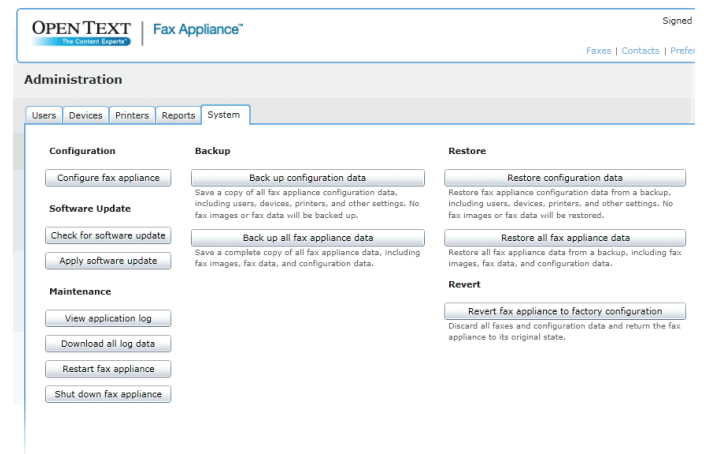 Signed
OPEN TEXT | Fax Appliance™
The Content Experts™
Faxes | Contacts |
Administration
Users Devices Printers Reports System
Configuration
Configure fax appliance
Software Update
Check for software update
Apply software update
Maintenance
View application log
Download all log data
Restart fax appliance
Shut down fax appliance
Backup
Back up configuration data
Save a copy of all fax appliance configuration data,
including users, devices, printers, and other settings. No
fax images or fax data will be backed up.
Back up all fax appliance data
Save a complete copy of all fax appliance data, including
fax images, fax data, and configuration data.
Restore
Restore configuration data
Restore fax appliance configuration data from a backup,
including users, devices, printers, and other settings. No
fax images or fax data will be restored.
Restore all fax appliance data
Restore all fax appliance data from a backup, including fax
images, fax data, and configuration data.
Revert
Revert fax appliance to factory configuration
Discard all faxes and configuration data and return the fax
appliance to its original state.